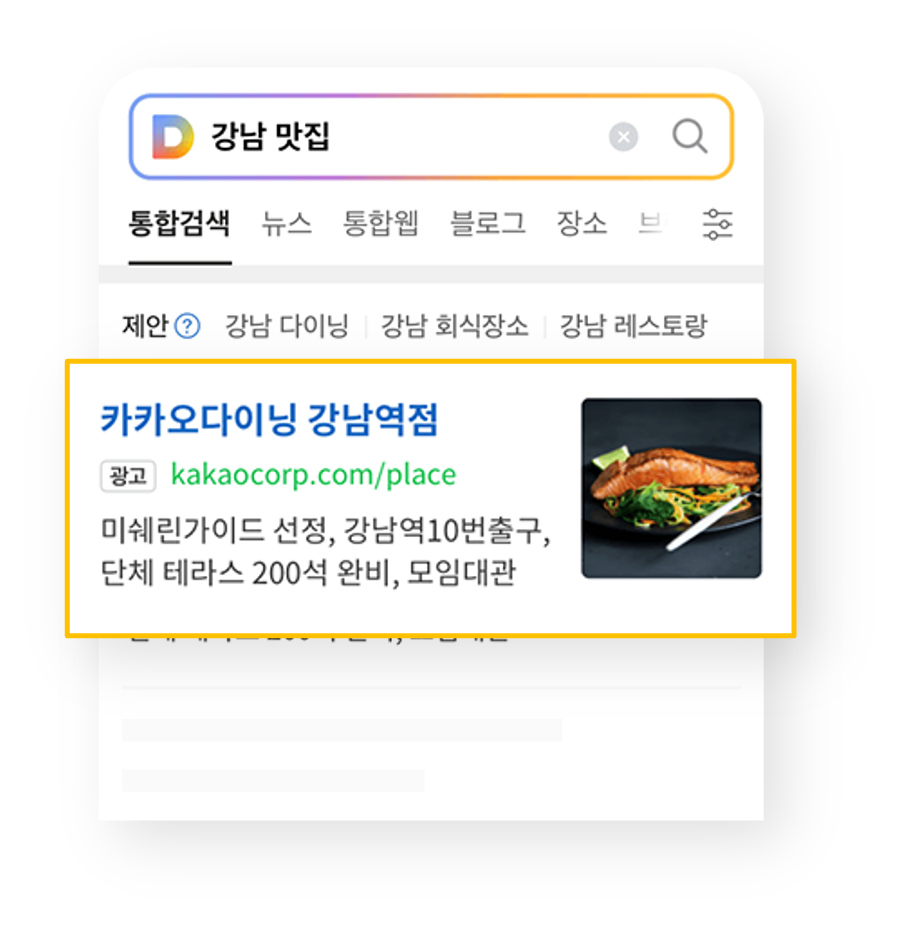 D 강남 맛집
통합검색 뉴스 통합웹 블로그 장소
제안 ? 강남 다이닝 강남 회식장소 강남 레스토랑
카카오다이닝 강남역점
광고 kakaocorp.com/place
미쉐린가이드 선정, 강남역10번출구,
단체 테라스 200석 완비, 모임대관